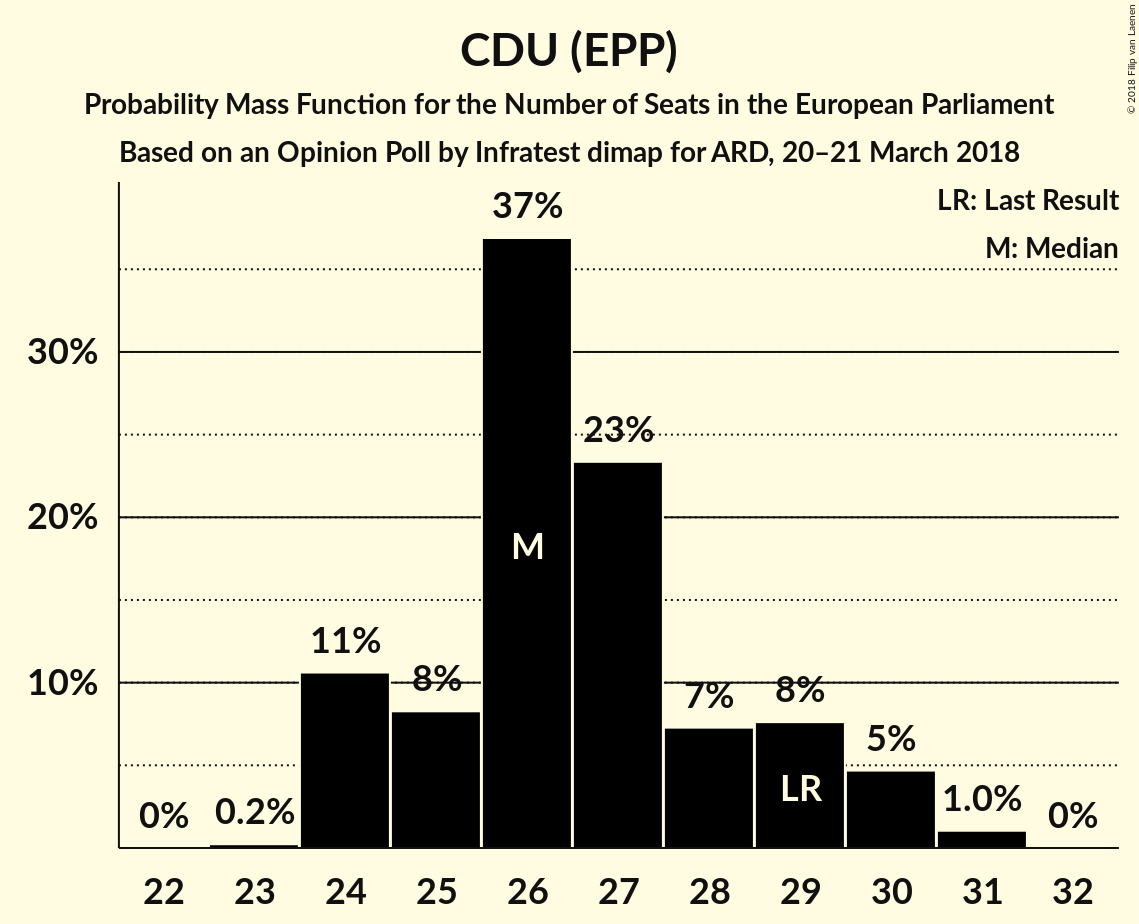 CDU (EPP)
Probability Mass Function for the Number of Seats in the European Parliament
Based on an Opinion Poll by Infratest dimap for ARD, 20–21 March 2018
© 2018 Filip van Laenen
LR: Last Result
M: Median
37%
30%
23%
20%
M
11%
8%
10%
7%
8%
5%
LR
0%
0.2%
1.0%
0%
22 23 24 25 26 27 28 29 30 31 32